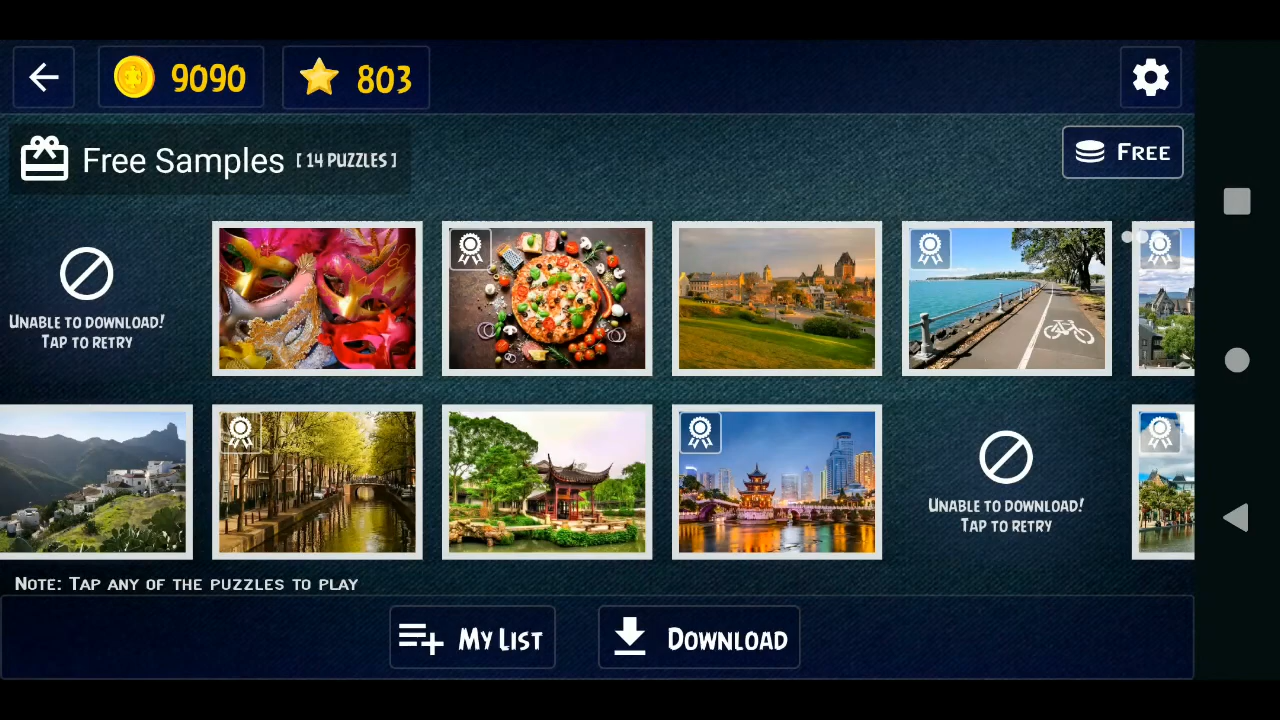 9090
803
Free Samples [ 14 PUZZLES ]
FREE
UNABLE TO DOWNLOAD!
TAP TO RETRY
UNABLE TO DOWNLOAD!
TAP TO RETRY
NOTE: TAP ANY OF THE PUZZLES TO PLAY
MY LIST
DOWNLOAD